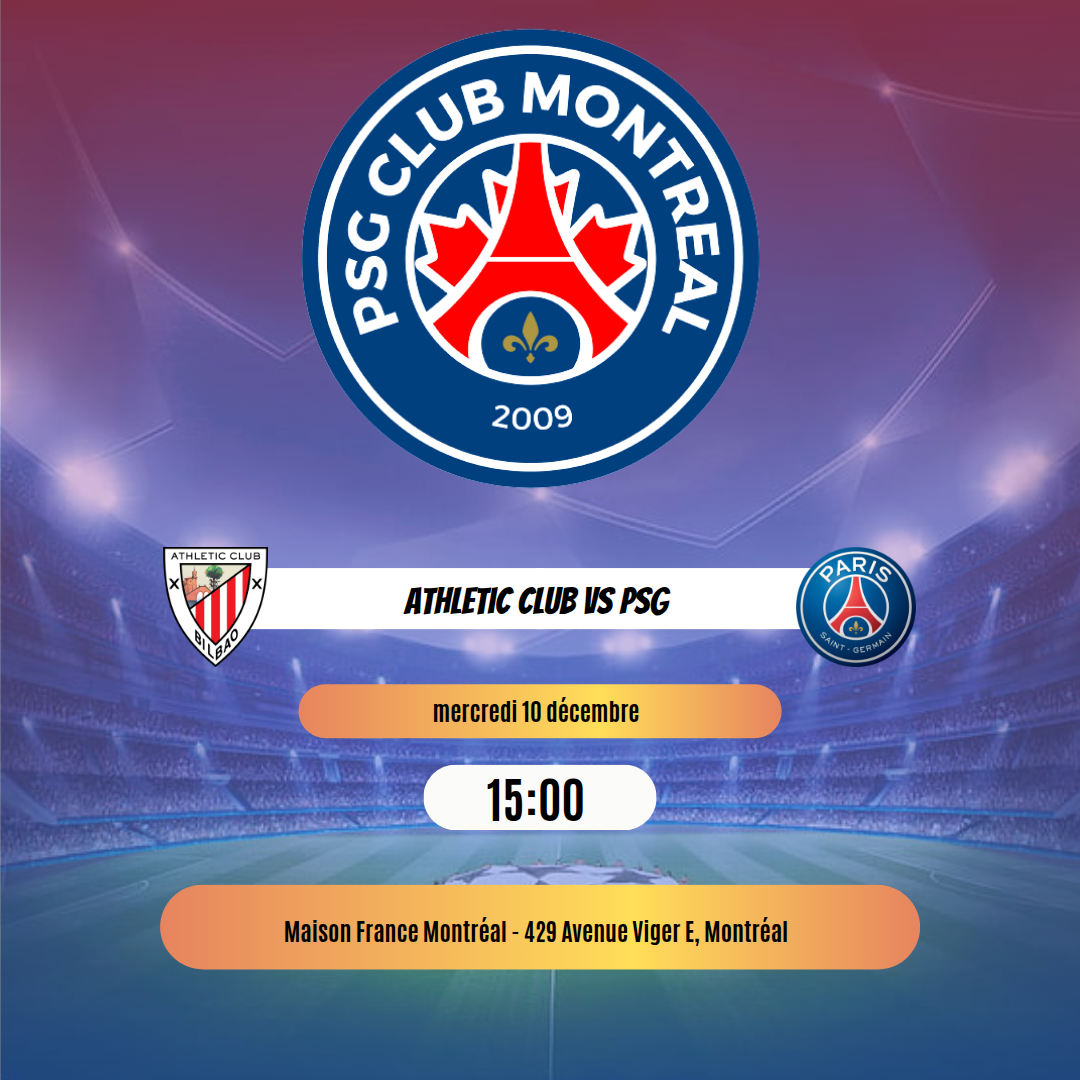 PSG CLUB MONTREAL
2009
ATHLETIC CLUB
BILBAO
ATHLETIC CLUB VS PSG
PARIS
SAINT - GERMAIN
mercredi 10 décembre
15:00
Maison France Montréal - 429 Avenue Viger E, Montréal